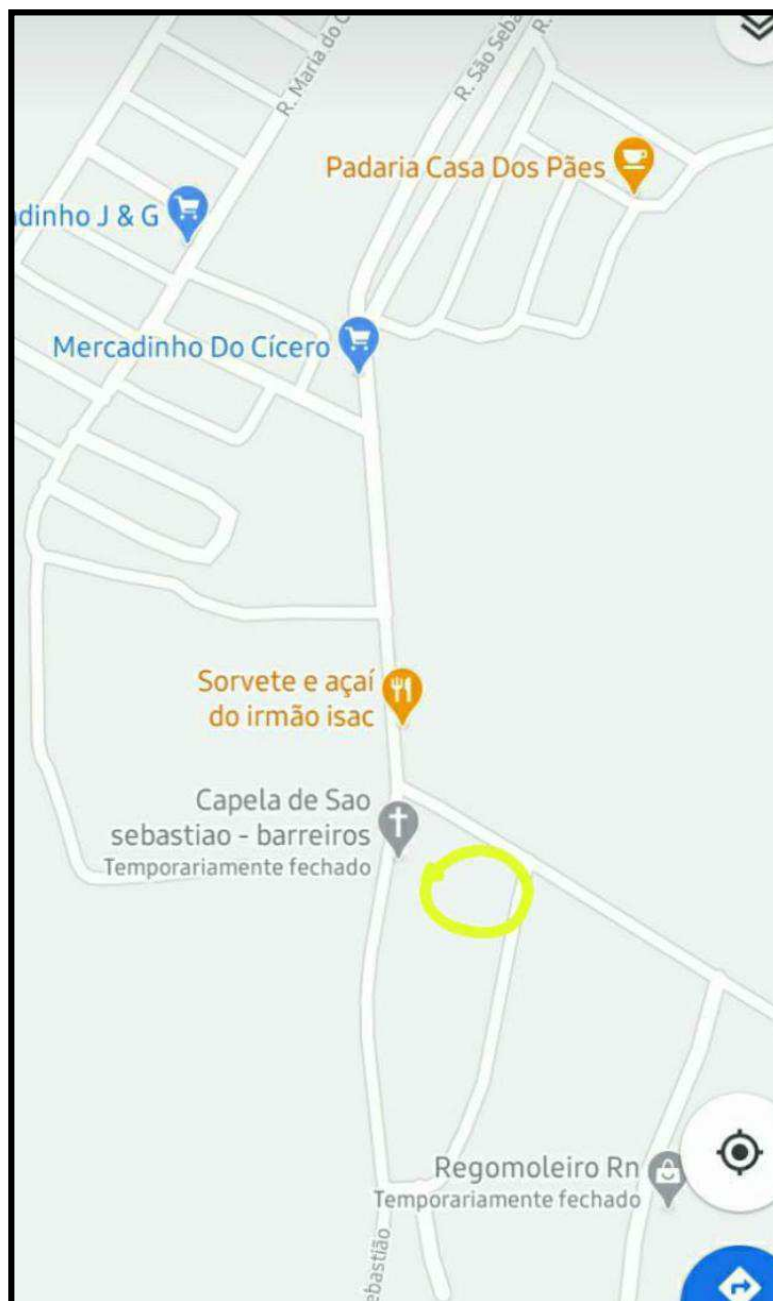 R. Maria do C
R. São Seba
R.
Padaria Casa Dos Pães
dinho J & G
Mercadinho Do Cícero
Sorvete e açaí
do irmão isac
Capela de Sao
sebastiao - barreiros
Temporariamente fechado
Regomoleiro Rn
Temporariamente fechado
ebastião